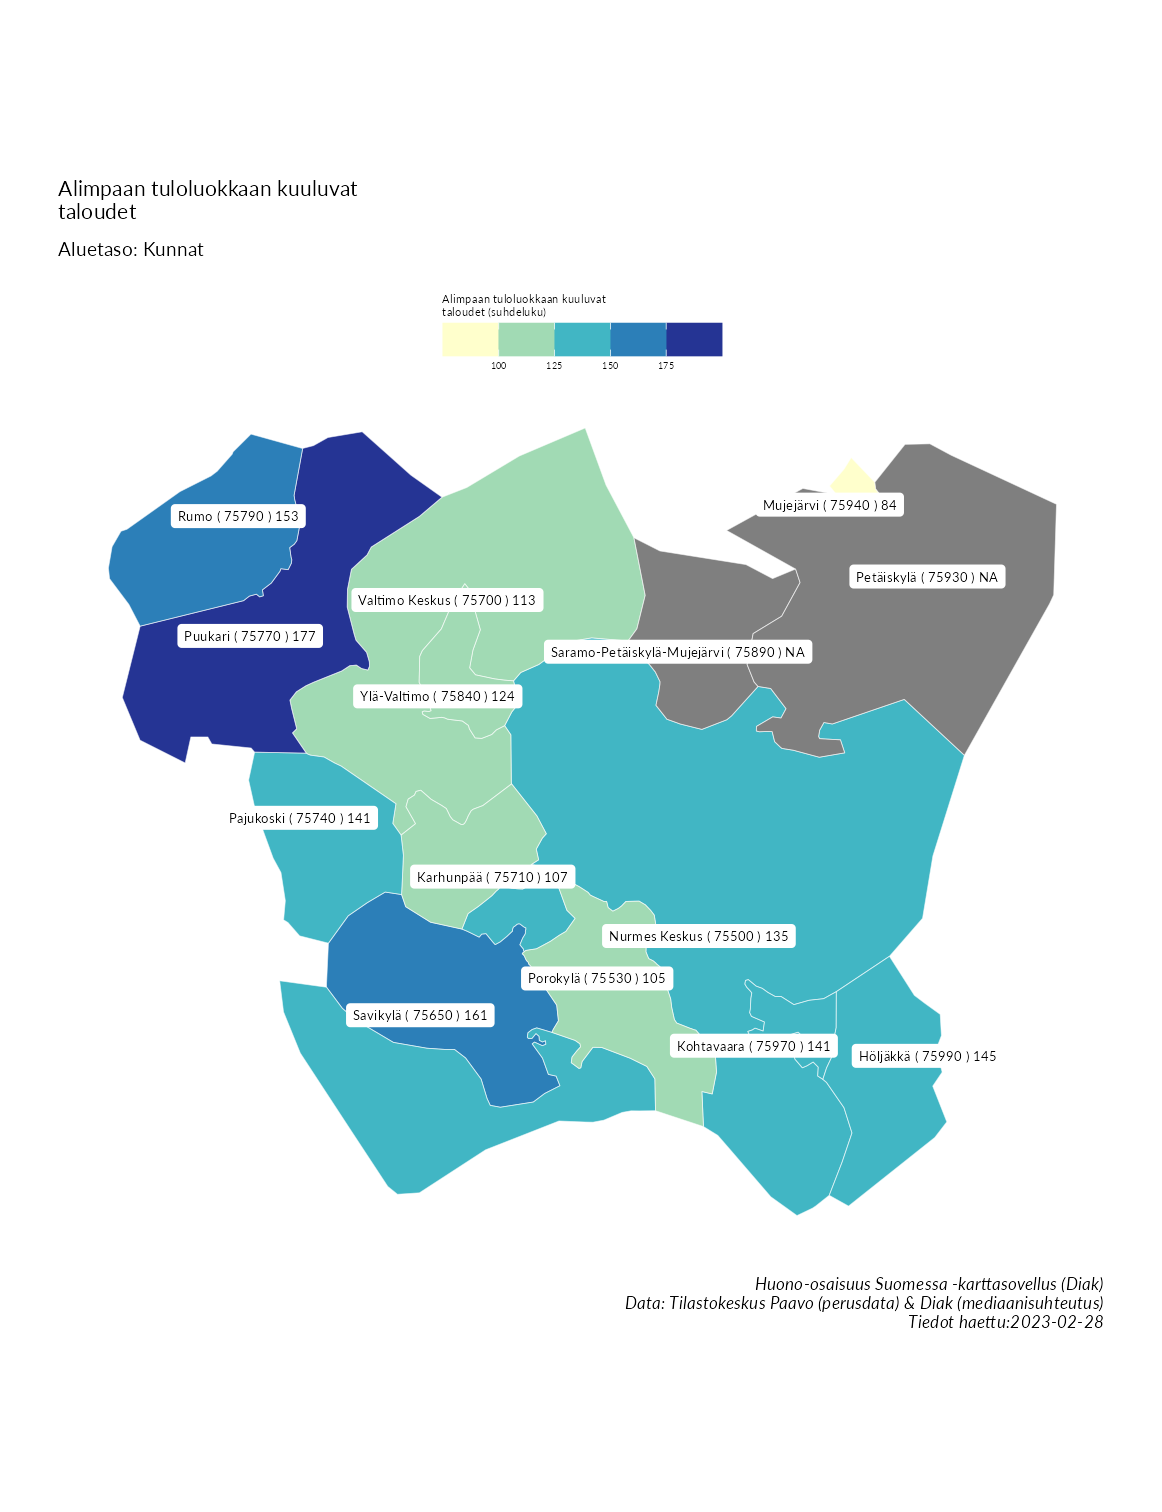 Alimpaan tuloluokkaan kuuluvat
taloudet
Aluetaso: Kunnat
Alimpaan tuloluokkaan kuuluvat
taloudet (suhdeluku)
100 125 150 175
Mujejärvi ( 75940 ) 84
Rumo ( 75790 ) 153
Petäiskylä ( 75930 ) NA
Valtimo Keskus ( 75700 ) 113
Puukari ( 75770 ) 177
Saramo-Petäiskylä-Mujejärvi ( 75890 ) NA
Ylä-Valtimo ( 75840 ) 124
Pajukoski ( 75740 ) 141
Karhunpää ( 75710 ) 107
Nurmes Keskus ( 75500 ) 135
Porokylä ( 75530 ) 105
Savikylä ( 75650 ) 161
Kohtavaara ( 75970 ) 141
Höljäkkä ( 75990 ) 145
Huono-osaisuus Suomessa -karttasovellus (Diak)
Data: Tilastokeskus Paavo (perusdata) & Diak (mediaanisuhteutus)
Tiedot haettu:2023-02-28